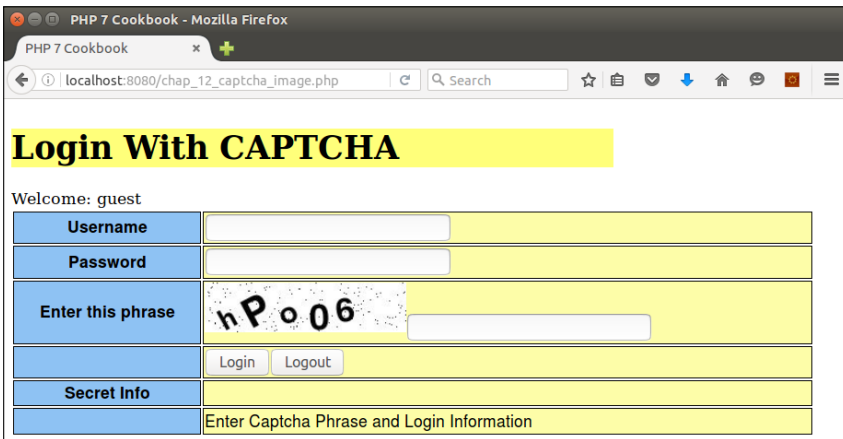 PHP 7 Cookbook - Mozilla Firefox
PHP 7 Cookbook
localhost:8080/chap_12_captcha_image.php
Search
Login With CAPTCHA
Welcome: guest
Username
Password
Enter this phrase hPo06
Login Logout
Secret Info
Enter Captcha Phrase and Login Information